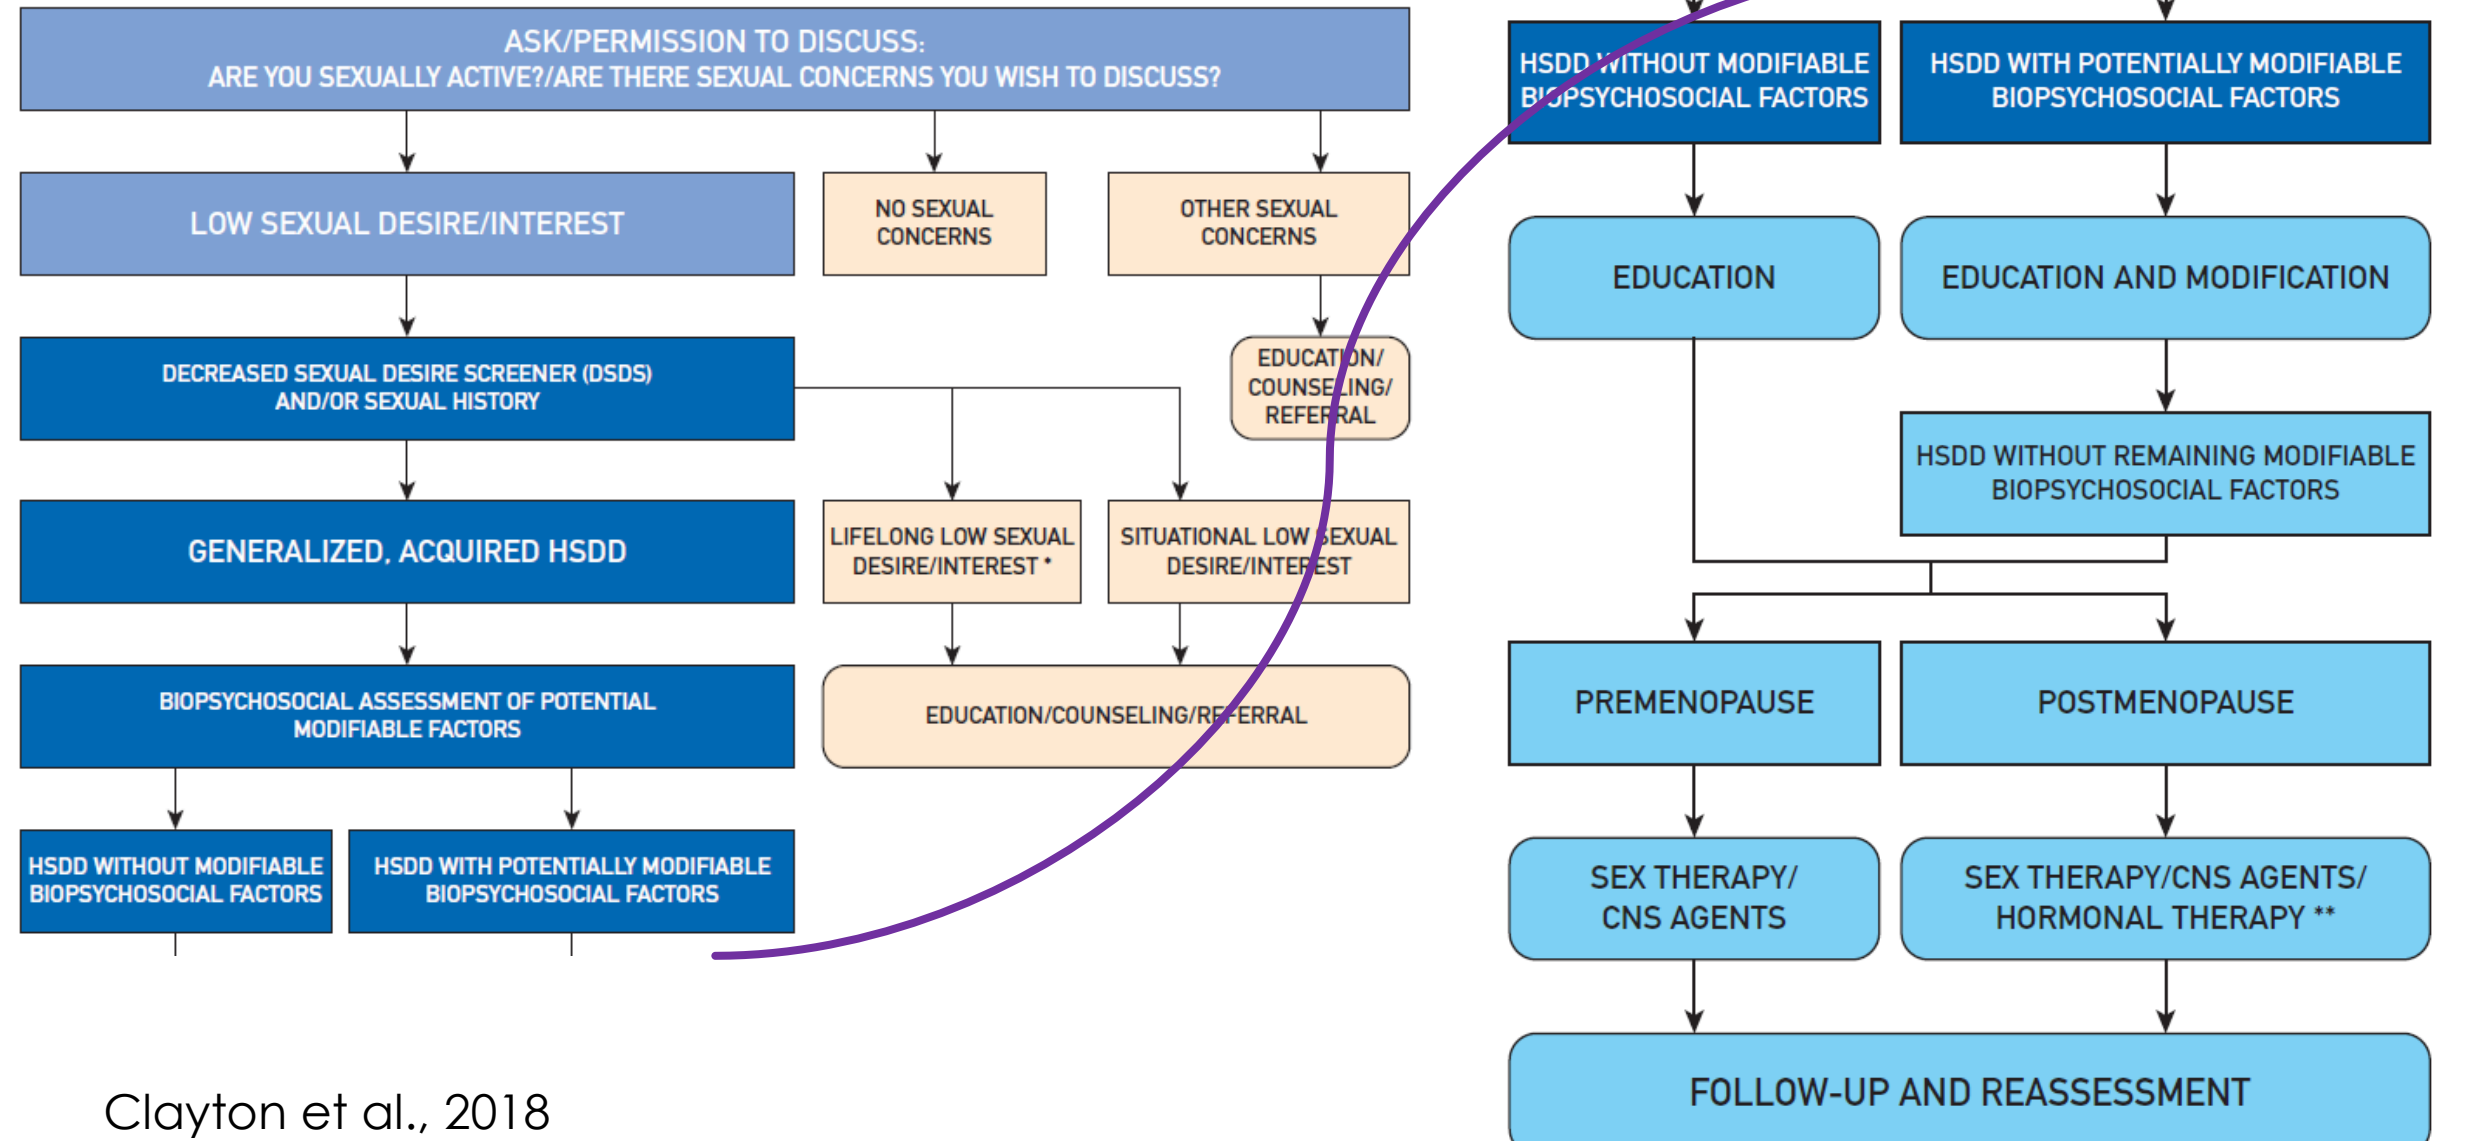 ASK/PERMISSION TO DISCUSS:
ARE YOU SEXUALLY ACTIVE?/ARE THERE SEXUAL CONCERNS YOU WISH TO DISCUSS?
LOW SEXUAL DESIRE/INTEREST
NO SEXUAL
CONCERNS
OTHER SEXUAL
CONCERNS
DECREASED SEXUAL DESIRE SCREENER (DSDS)
AND/OR SEXUAL HISTORY
EDUCATION/
COUNSELING/
REFERRAL
GENERALIZED, ACQUIRED HSDD
LIFELONG LOW SEXUAL
DESIRE/INTEREST *
SITUATIONAL LOW SEXUAL
DESIRE/INTEREST
BIOPSYCHOSOCIAL ASSESSMENT OF POTENTIAL
MODIFIABLE FACTORS
EDUCATION/COUNSELING/REFERRAL
HSDD WITHOUT MODIFIABLE
BIOPSYCHOSOCIAL FACTORS
HSDD WITH POTENTIALLY MODIFIABLE
BIOPSYCHOSOCIAL FACTORS
Clayton et al., 2018
HSDD WITHOUT MODIFIABLE
BIOPSYCHOSOCIAL FACTORS
HSDD WITH POTENTIALLY MODIFIABLE
BIOPSYCHOSOCIAL FACTORS
EDUCATION
EDUCATION AND MODIFICATION
HSDD WITHOUT REMAINING MODIFIABLE
BIOPSYCHOSOCIAL FACTORS
PREMENOPAUSE
POSTMENOPAUSE
SEX THERAPY/
CNS AGENTS
SEX THERAPY/CNS AGENTS/
HORMONAL THERAPY **
FOLLOW-UP AND REASSESSMENT